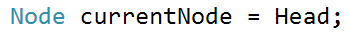 Node currentNode = Head;